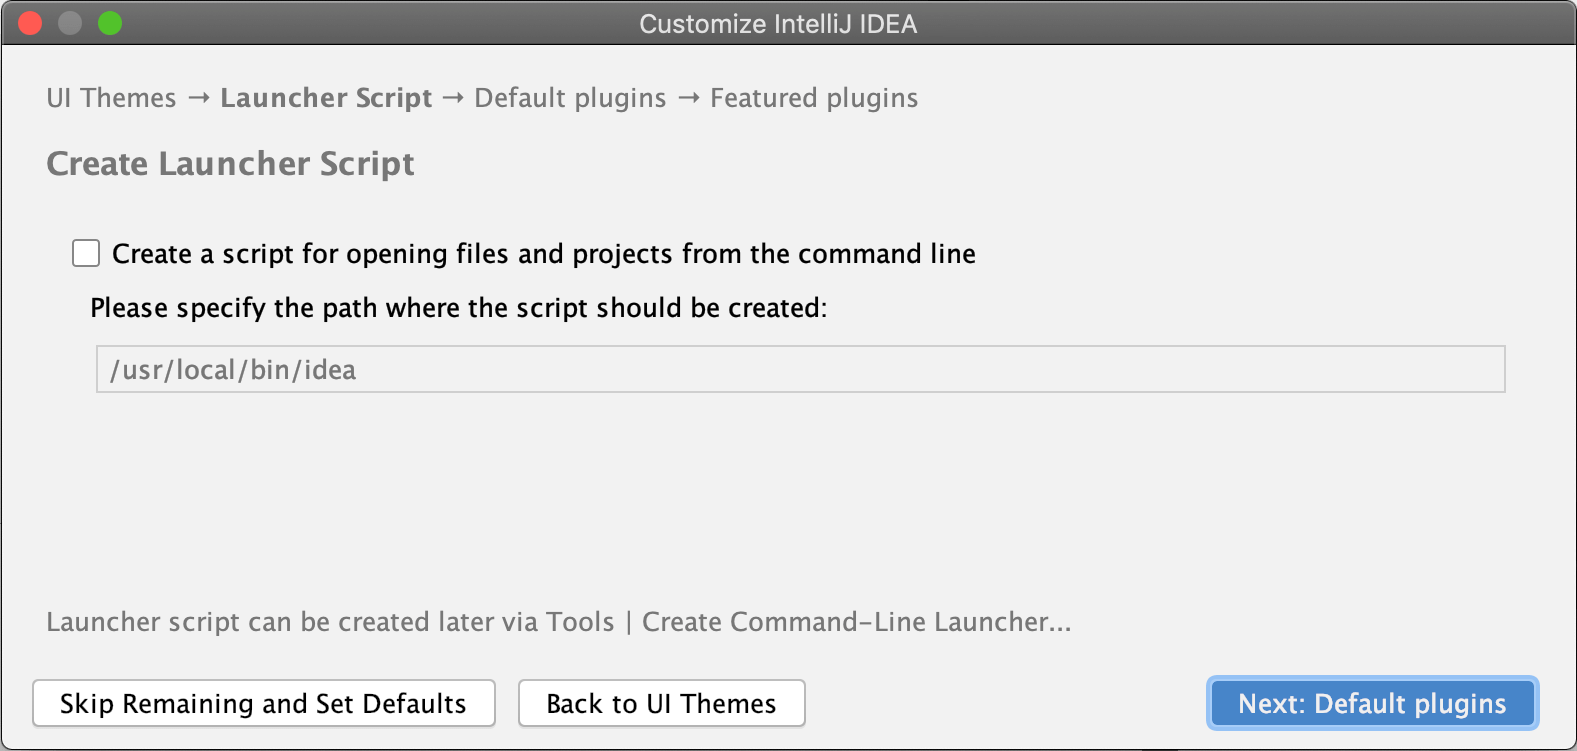 Customize IntelliJ IDEA
UI Themes → Launcher Script → Default plugins → Featured plugins
Create Launcher Script
Create a script for opening files and projects from the command line
Please specify the path where the script should be created:
/usr/local/bin/idea
Launcher script can be created later via Tools | Create Command-Line Launcher...
Skip Remaining and Set Defaults Back to UI Themes Next: Default plugins